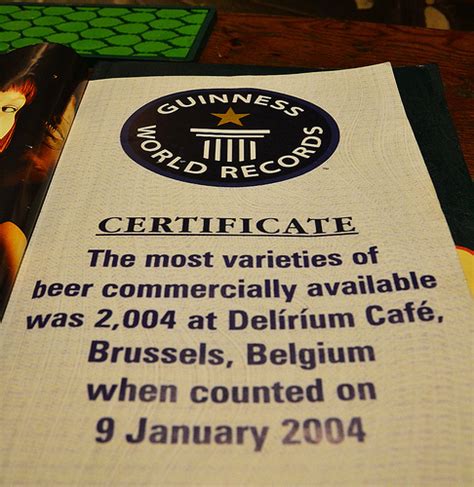 GUINNESS
WORLD RECORDS
CERTIFICATE
The most varieties of
beer commercially available
was 2,004 at Delíríum Café,
Brussels, Belgium
when counted on
9 January 2004